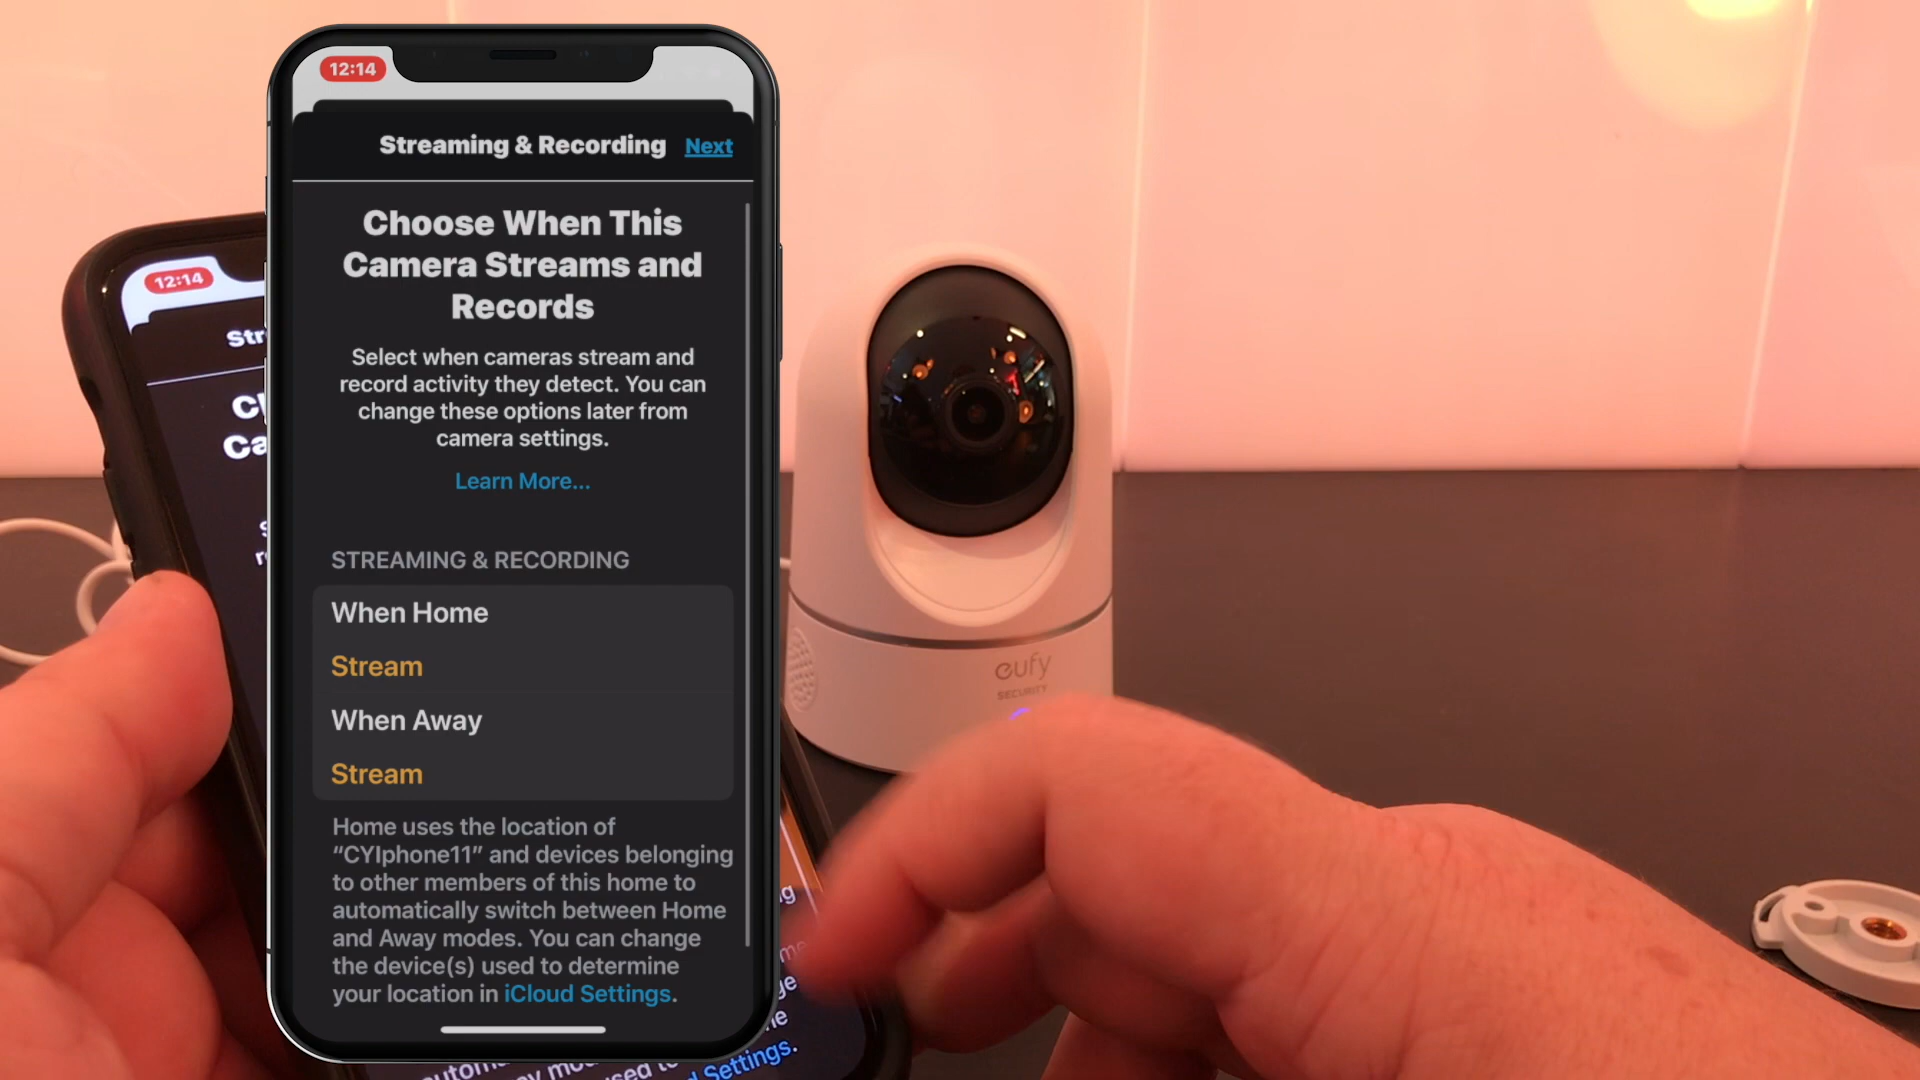 12:14
Streaming & Recording Next
Choose When This
Camera Streams and
Records
Select when cameras stream and
record activity they detect. You can
change these options later from
camera settings.
Learn More...
STREAMING & RECORDING
When Home
Stream
When Away
Stream
Home uses the location of
“CYIphone11” and devices belonging
to other members of this home to
automatically switch between Home
and Away modes. You can change
the device(s) used to determine
your location in iCloud Settings.
12:14
Str
Ca
Settings.
eufy
SECURITY